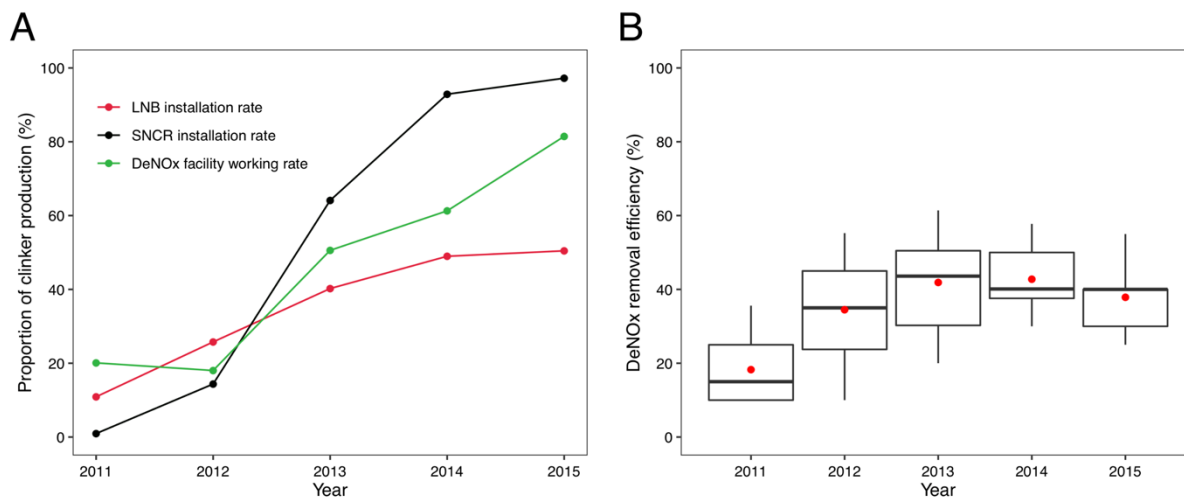 A
Proportion of clinker production (%)
100
80
60
40
20
0
LNB installation rate
SNCR installation rate
DeNOx facility working rate
2011 2012 2013 2014 2015
Year
B
DeNOx removal efficiency (%)
100
80
60
40
20
0
2011 2012 2013 2014 2015
Year